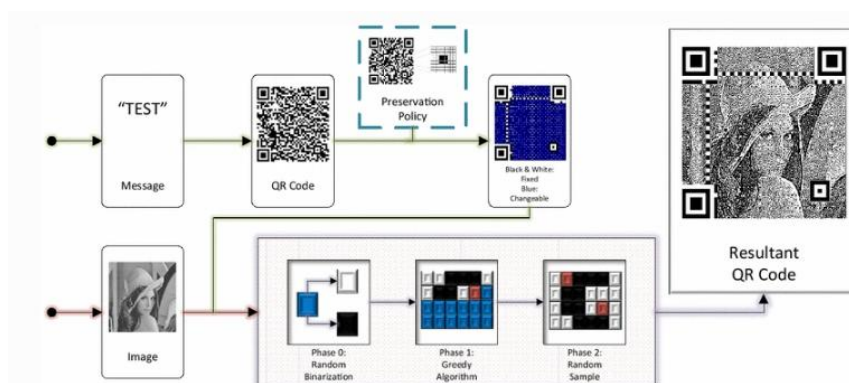 “TEST”
Message
QR Code
Preservation
Policy
Black & White:
Fixed
Blue:
Changeable
Resultant
QR Code
Image
Phase 0:
Random
Binarization
Phase 1:
Greedy
Algorithm
Phase 2:
Random
Sample